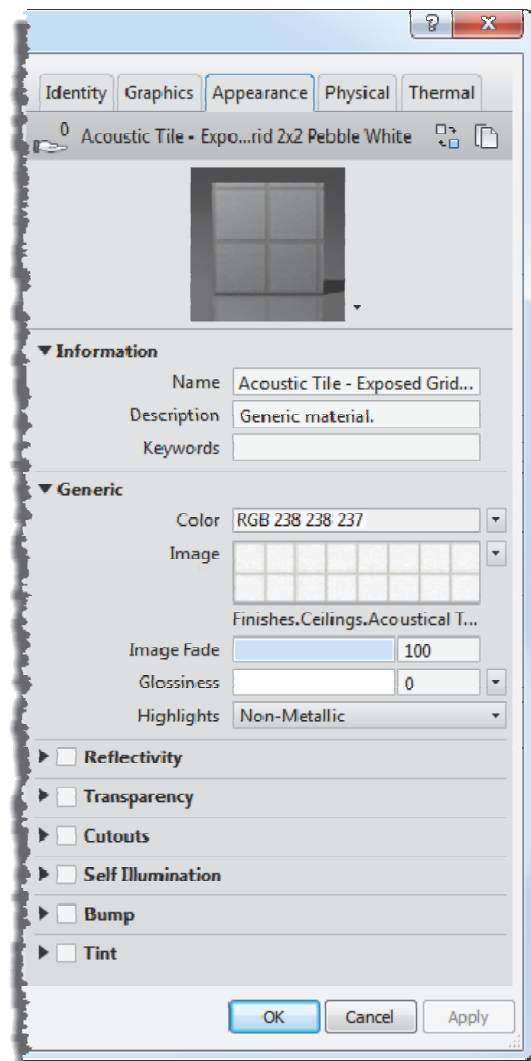 ?
X
Identity Graphics Appearance Physical Thermal
0 Acoustic Tile - Expo...rid 2x2 Pebble White
Information
Name Acoustic Tile - Exposed Grid...
Description Generic material.
Keywords
Generic
Color RGB 238 238 237
Image
Finishes.Ceilings.Acoustical T...
Image Fade 100
Glossiness 0
Highlights Non-Metallic
Reflectivity
Transparency
Cutouts
Self Illumination
Bump
Tint
OK Cancel Apply